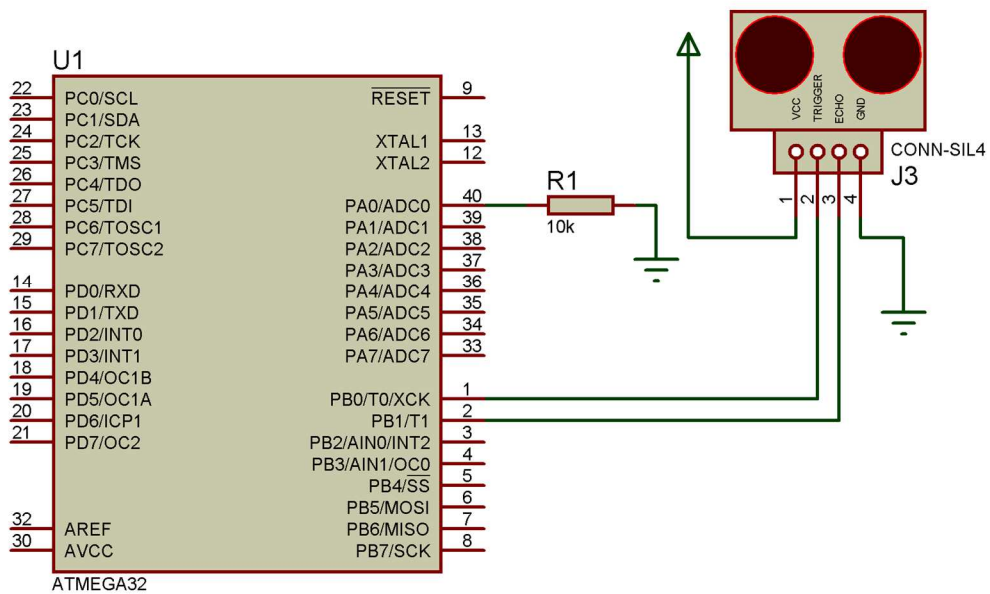 U1
22 PC0/SCL
23 PC1/SDA
24 PC2/TCK
25 PC3/TMS
26 PC4/TDO
27 PC5/TDI
28 PC6/TOSC1
29 PC7/TOSC2
14 PD0/RXD
15 PD1/TXD
16 PD2/INT0
17 PD3/INT1
18 PD4/OC1B
19 PD5/OC1A
20 PD6/ICP1
21 PD7/OC2
32 AREF
30 AVCC
RESET 9
XTAL1 13
XTAL2 12
PA0/ADC0 40
PA1/ADC1 39
PA2/ADC2 38
PA3/ADC3 37
PA4/ADC4 36
PA5/ADC5 35
PA6/ADC6 34
PA7/ADC7 33
PB0/T0/XCK 1
PB1/T1 2
PB2/AIN0/INT2 3
PB3/AIN1/OC0 4
PB4/SS 5
PB5/MOSI 6
PB6/MISO 7
PB7/SCK 8
ATMEGA32
R1
10k
VCC
TRIGGER
ECHO
GND
CONN-SIL4
J3
1
2
3
4